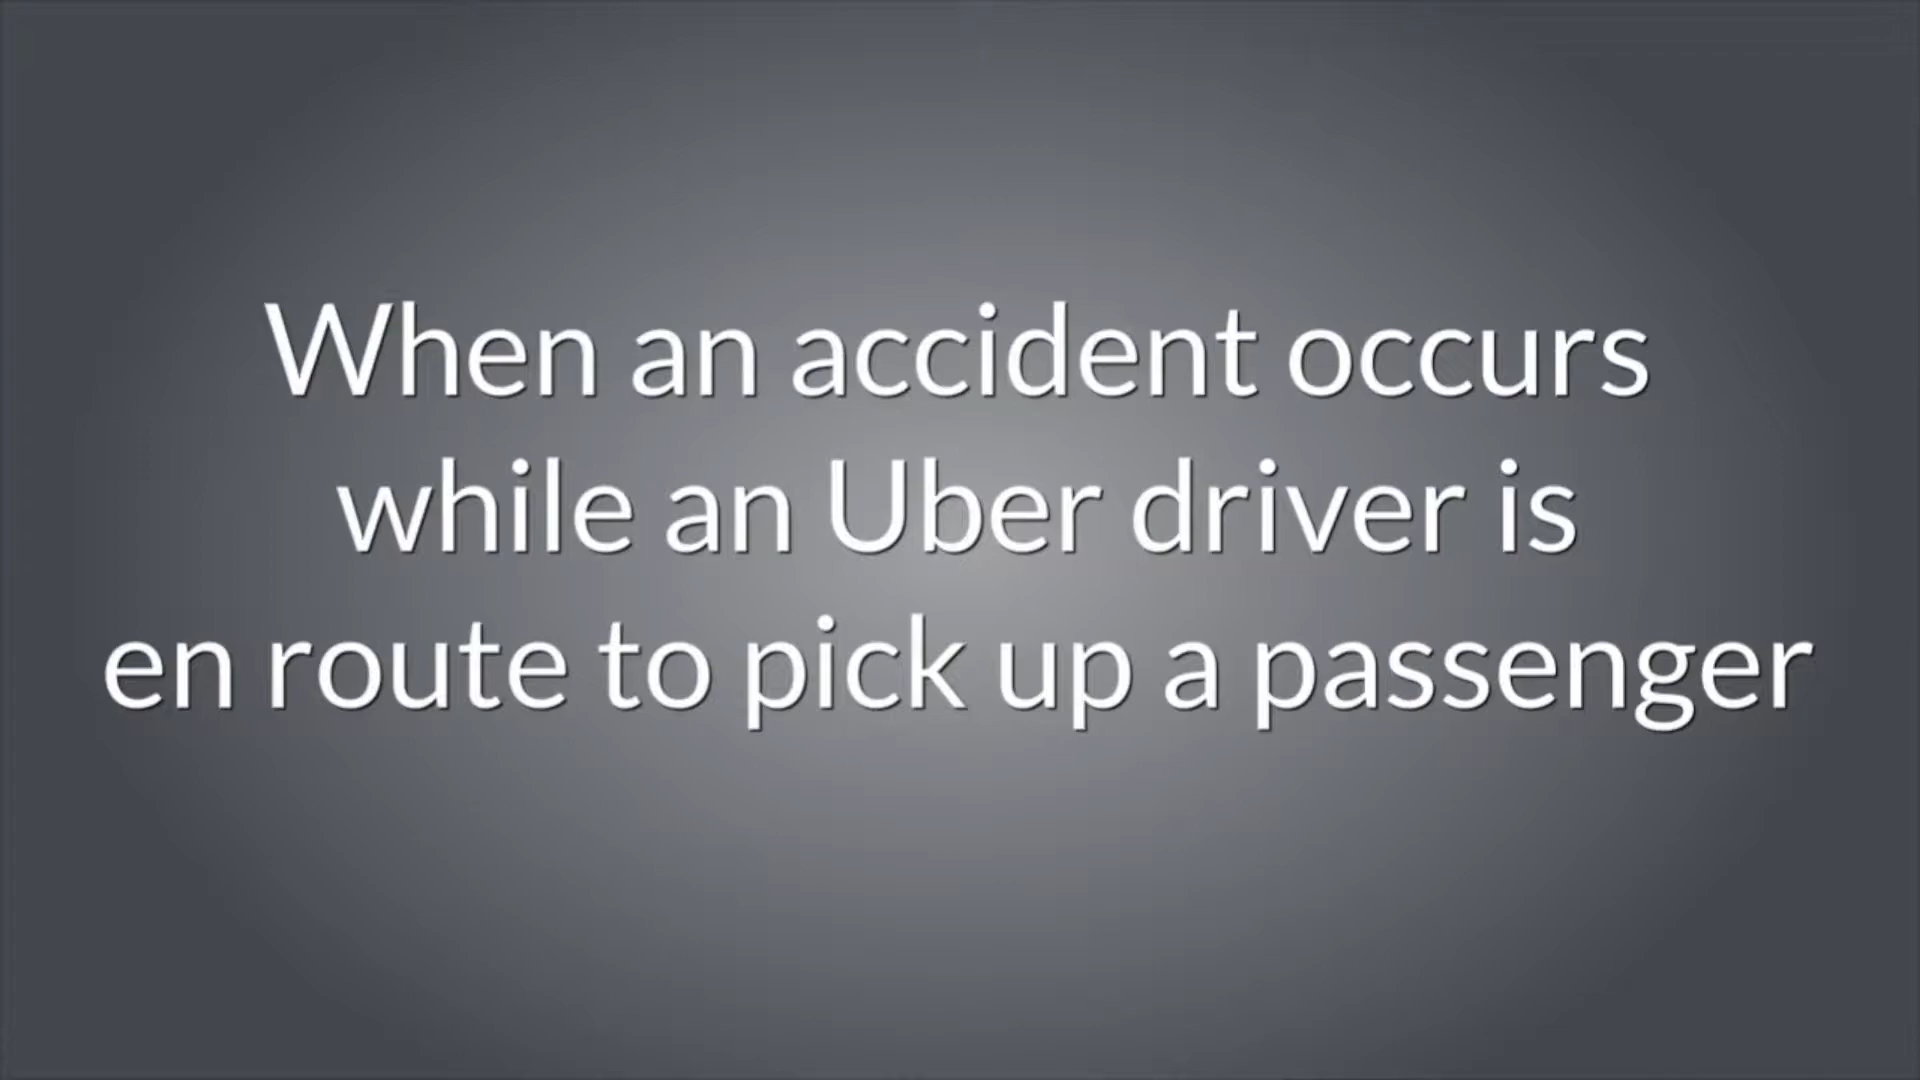 When an accident occurs
while an Uber driver is
en route to pick up a passenger